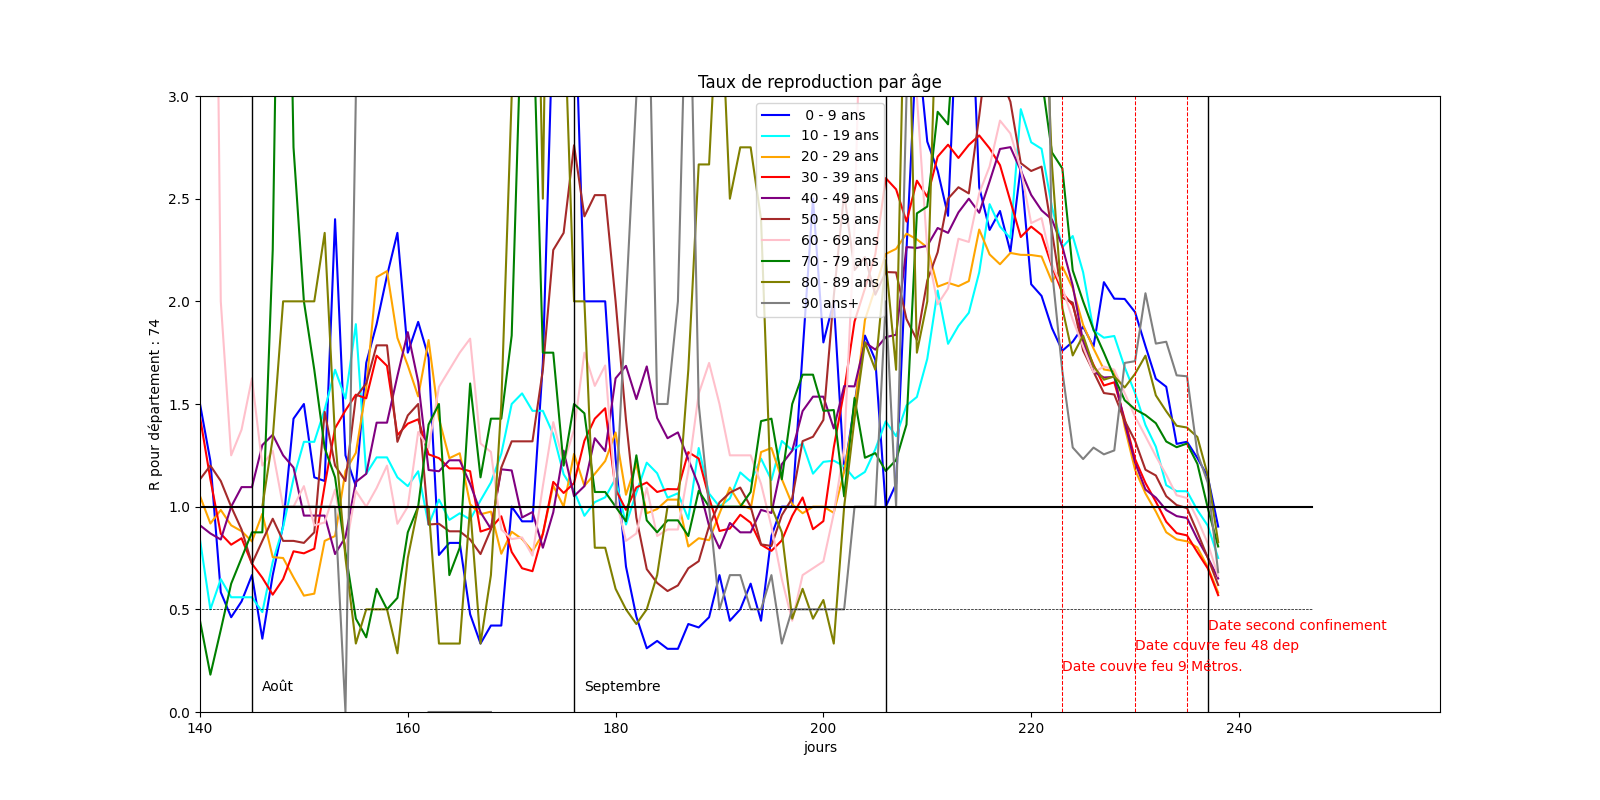 Taux de reproduction par âge
3.0
2.5
2.0
1.5
1.0
0.5
0.0
R pour département : 74
0 - 9 ans
10 - 19 ans
20 - 29 ans
30 - 39 ans
40 - 49 ans
50 - 59 ans
60 - 69 ans
70 - 79 ans
80 - 89 ans
90 ans+
Date second confinement
Date couvre feu 48 dep
Date couvre feu 9 Métros.
Août
Septembre
140
160
180
200
220
240
jours